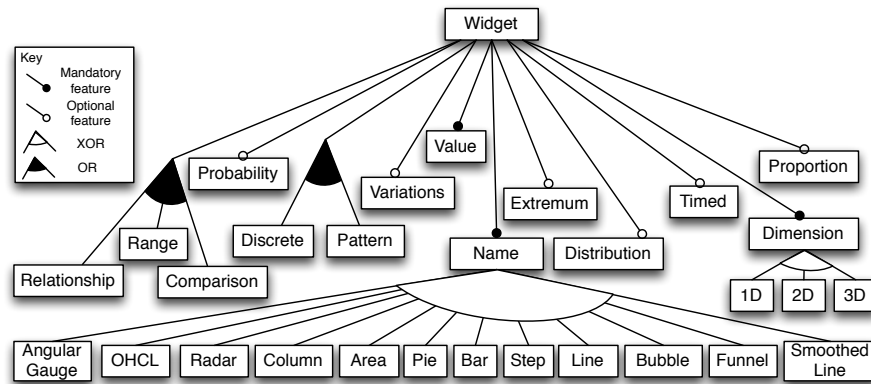 Widget
Key
Mandatory
feature
Optional
feature
XOR
OR
Value
Probability
Proportion
Variations
Extremum
Timed
Range
Discrete
Pattern
Name
Distribution
Dimension
Relationship
Comparison
1D
2D
3D
Angular
Gauge
OHCL
Radar
Column
Area
Pie
Bar
Step
Line
Bubble
Funnel
Smoothed
Line